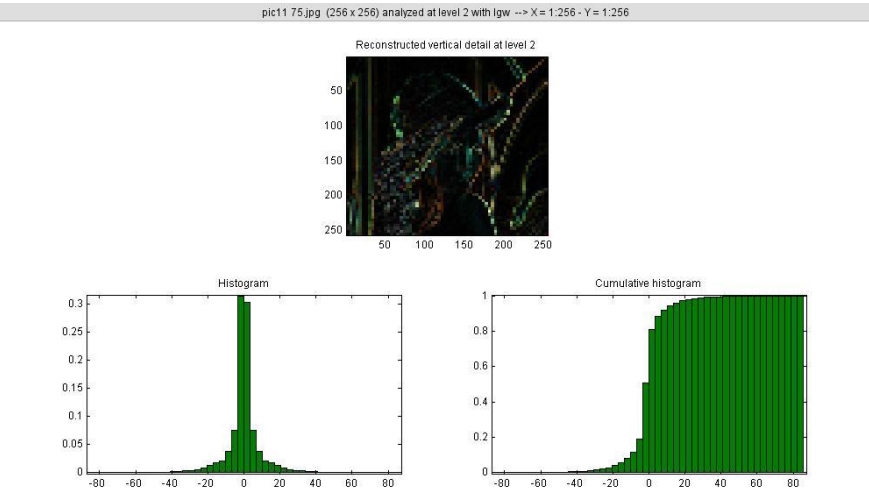 pic11 75.jpg (256 x 256) analyzed at level 2 with lgw --> X = 1:256 - Y = 1:256
Reconstructed vertical detail at level 2
50
100
150
200
250
50 100 150 200 250
Histogram
0.3
0.25
0.2
0.15
0.1
0.05
0
-80 -60 -40 -20 0 20 40 60 80
Cumulative histogram
1
0.8
0.6
0.4
0.2
0
-80 -60 -40 -20 0 20 40 60 80